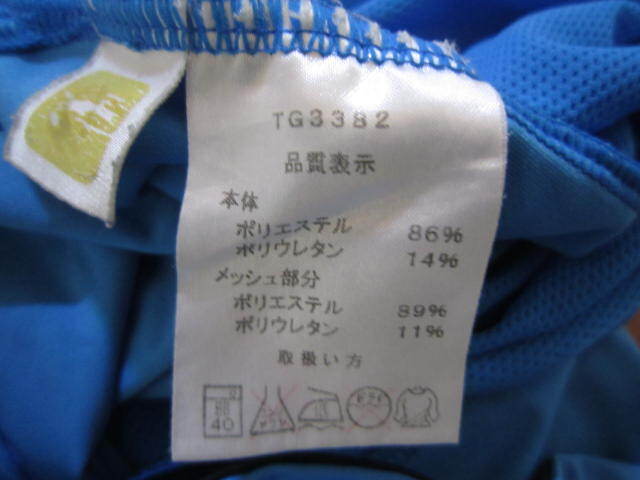 TG3382
品質表示
本体
ポリエステル 86%
ポリウレタン 14%
メッシュ部分
ポリエステル 89%
ポリウレタン 11%
取扱い方
40